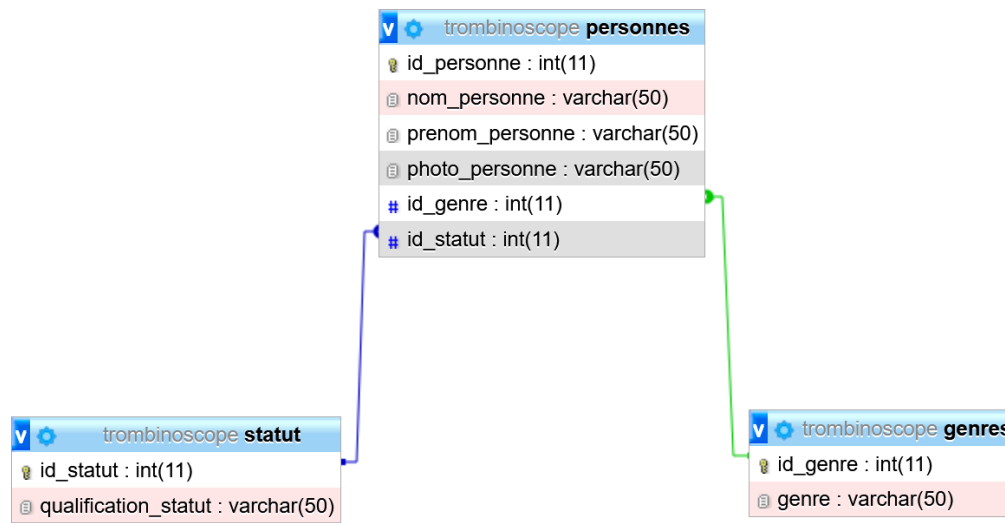 v trombinoscope personnes
id_personne : int(11)
nom_personne : varchar(50)
prenom_personne : varchar(50)
photo_personne : varchar(50)
# id_genre : int(11)
# id_statut : int(11)
v trombinoscope statut
id_statut : int(11)
qualification_statut : varchar(50)
v trombinoscope genres
id_genre : int(11)
genre : varchar(50)